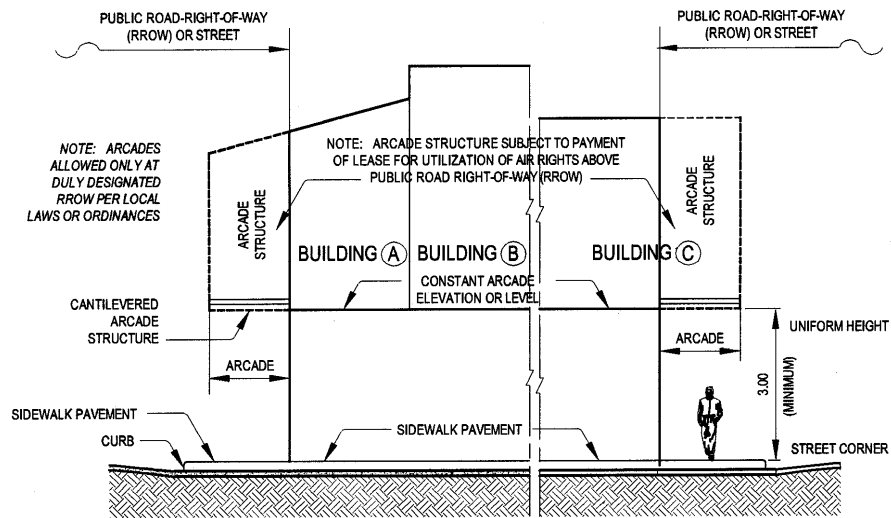 PUBLIC ROAD-RIGHT-OF-WAY
(RROW) OR STREET
PUBLIC ROAD-RIGHT-OF-WAY
(RROW) OR STREET
NOTE: ARCADES
ALLOWED ONLY AT
DULY DESIGNATED
RROW PER LOCAL
LAWS OR ORDINANCES
NOTE: ARCADE STRUCTURE SUBJECT TO PAYMENT
OF LEASE FOR UTILIZATION OF AIR RIGHTS ABOVE
PUBLIC ROAD RIGHT-OF-WAY (RROW)
ARCADE
STRUCTURE
ARCADE
STRUCTURE
BUILDING A
BUILDING B
BUILDING C
CONSTANT ARCADE
ELEVATION OR LEVEL
CANTILEVERED
ARCADE
STRUCTURE
UNIFORM HEIGHT
ARCADE
ARCADE
3.00
(MINIMUM)
SIDEWALK PAVEMENT
CURB
SIDEWALK PAVEMENT
STREET CORNER